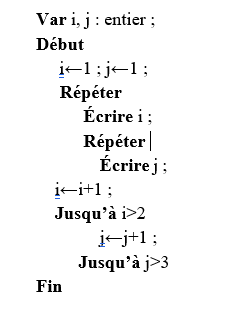 Var i, j : entier ;
Début
i←1 ; j←1 ;
Répéter
Écrire i ;
Répéter
Écrire j ;
i←i+1 ;
Jusqu’à i>2
j←j+1 ;
Jusqu’à j>3
Fin